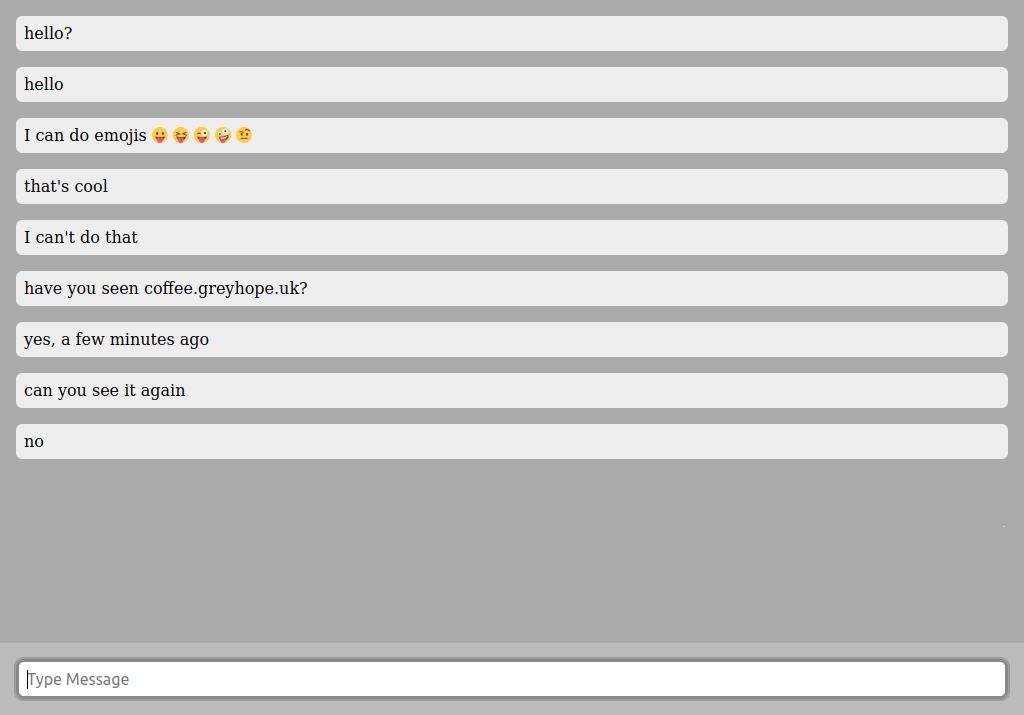 hello?
hello
I can do emojis 😛 😝 😜 🤪 🤨
that's cool
I can't do that
have you seen coffee.greyhope.uk?
yes, a few minutes ago
can you see it again
no
Type Message